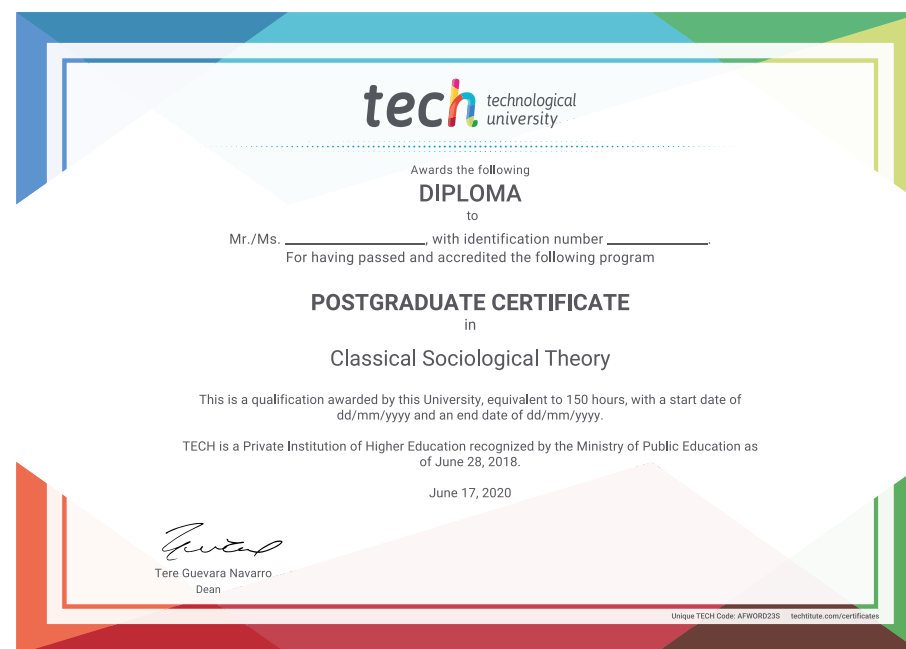 tech technological
university
Awards the following
DIPLOMA
to
Mr./Ms. ____________________, with identification number ______________.
For having passed and accredited the following program
POSTGRADUATE CERTIFICATE
in
Classical Sociological Theory
This is a qualification awarded by this University, equivalent to 150 hours, with a start date of
dd/mm/yyyy and an end date of dd/mm/yyyy.
TECH is a Private Institution of Higher Education recognized by the Ministry of Public Education as
of June 28, 2018.
June 17, 2020
Tere Guevara Navarro
Dean
Unique TECH Code: AFWORD23S techtitute.com/certificates